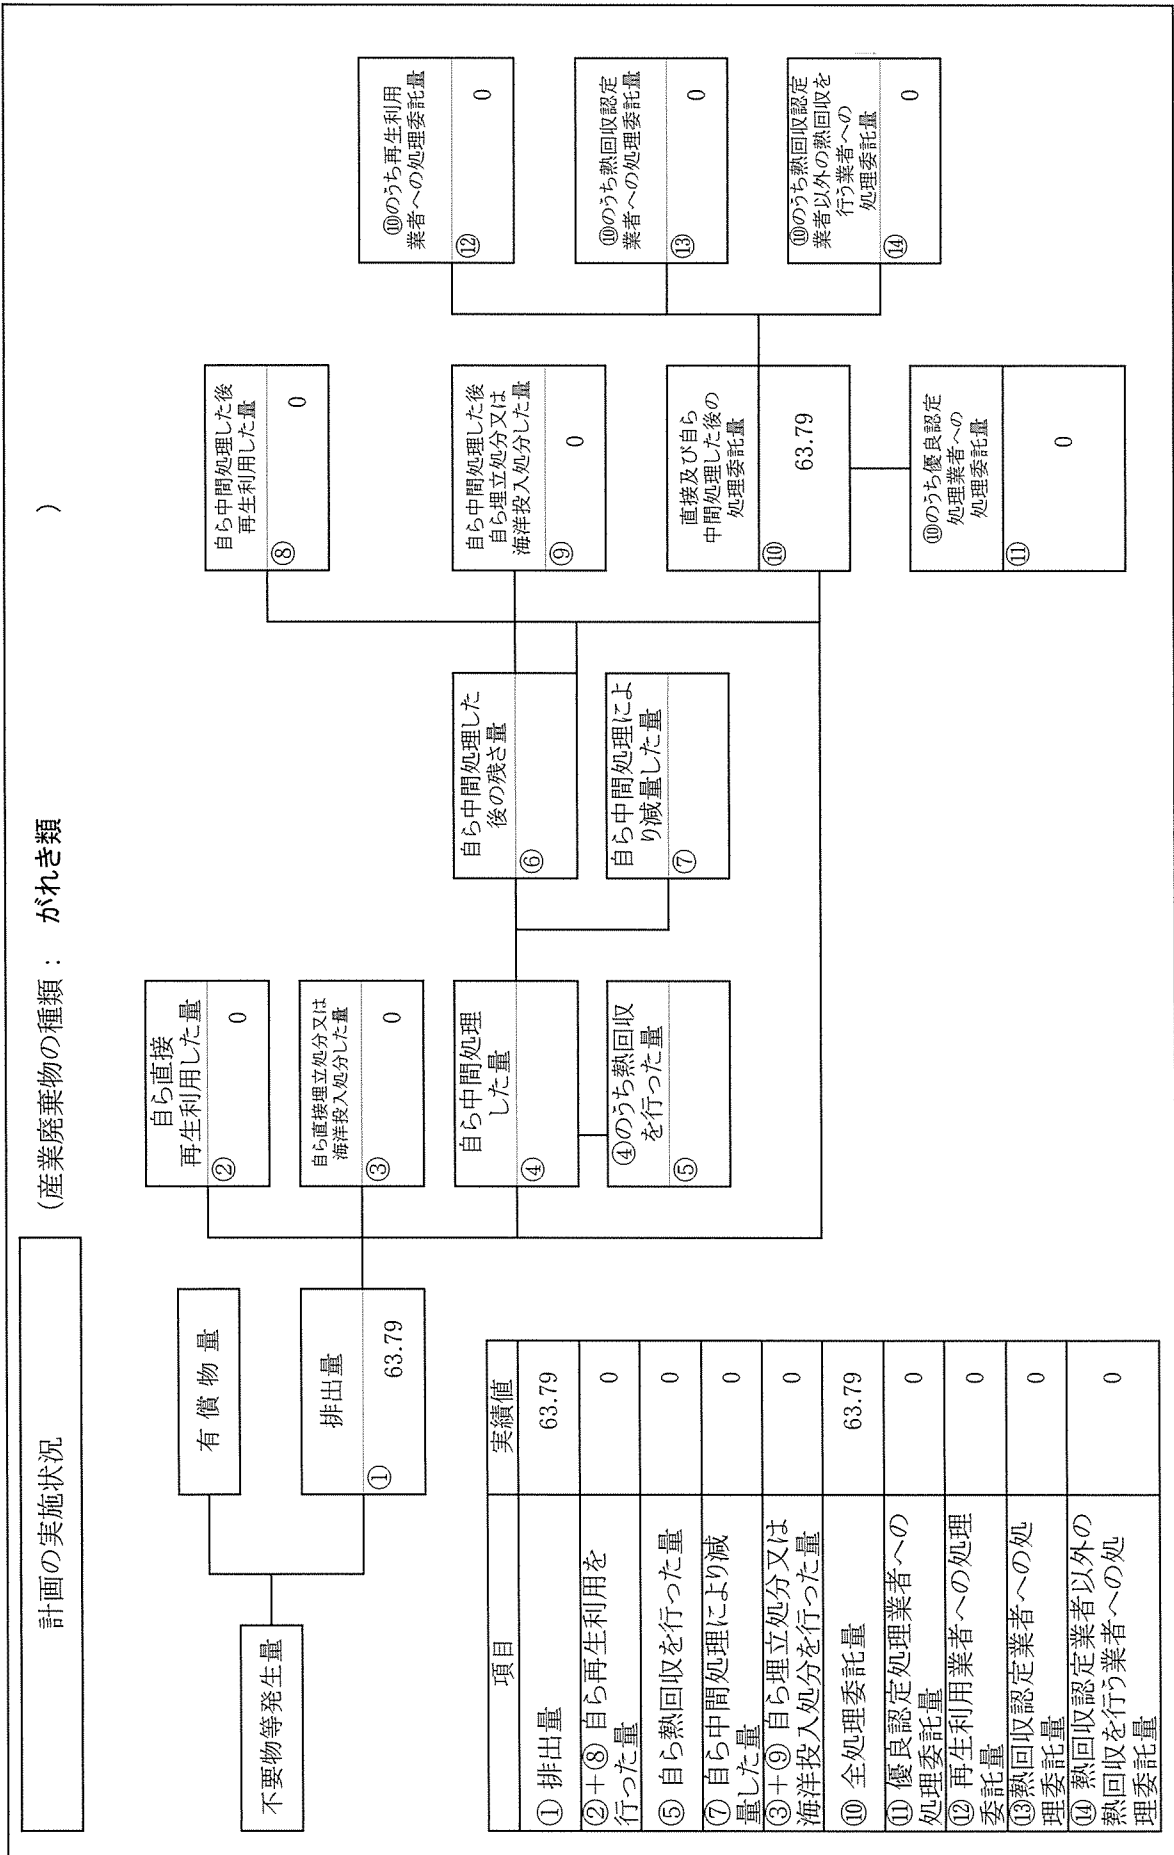 計画の実施状況
(産業廃棄物の種類： がれき類 )
不要物等発生量
有償物量
排出量
① 63.79
自ら直接
再生利用した量
② 0
自ら直接埋立処分又は
海洋投入処分した量
③ 0
自ら中間処理
した量
④
④のうち熱回収
を行った量
⑤
自ら中間処理した
後の残さ量
⑥
自ら中間処理によ
り減量した量
⑦
自ら中間処理した後
再生利用した量
⑧ 0
自ら中間処理した後
自ら埋立処分又は
海洋投入処分した量
⑨ 0
直接及び自ら
中間処理した後の
処理委託量
⑩ 63.79
⑩のうち優良認定
処理業者への
処理委託量
⑪ 0
⑩のうち再生利用
業者への処理委託量
⑫ 0
⑩のうち熱回収認定
業者への処理委託量
⑬ 0
⑩のうち熱回収認定
業者以外の熱回収を
行う業者への
処理委託量
⑭ 0
項目 実績値
① 排出量 63.79
②＋⑧ 自ら再生利用を
行った量 0
⑤ 自ら熱回収を行った量 0
⑦ 自ら中間処理により減
量した量 0
③＋⑨ 自ら埋立処分又は
海洋投入処分を行った量 0
⑩ 全処理委託量 63.79
⑪ 優良認定処理業者への
処理委託量 0
⑫ 再生利用業者への処理
委託量 0
⑬熱回収認定業者への処
理委託量 0
⑭ 熱回収認定業者以外の
熱回収を行う業者への処
理委託量 0